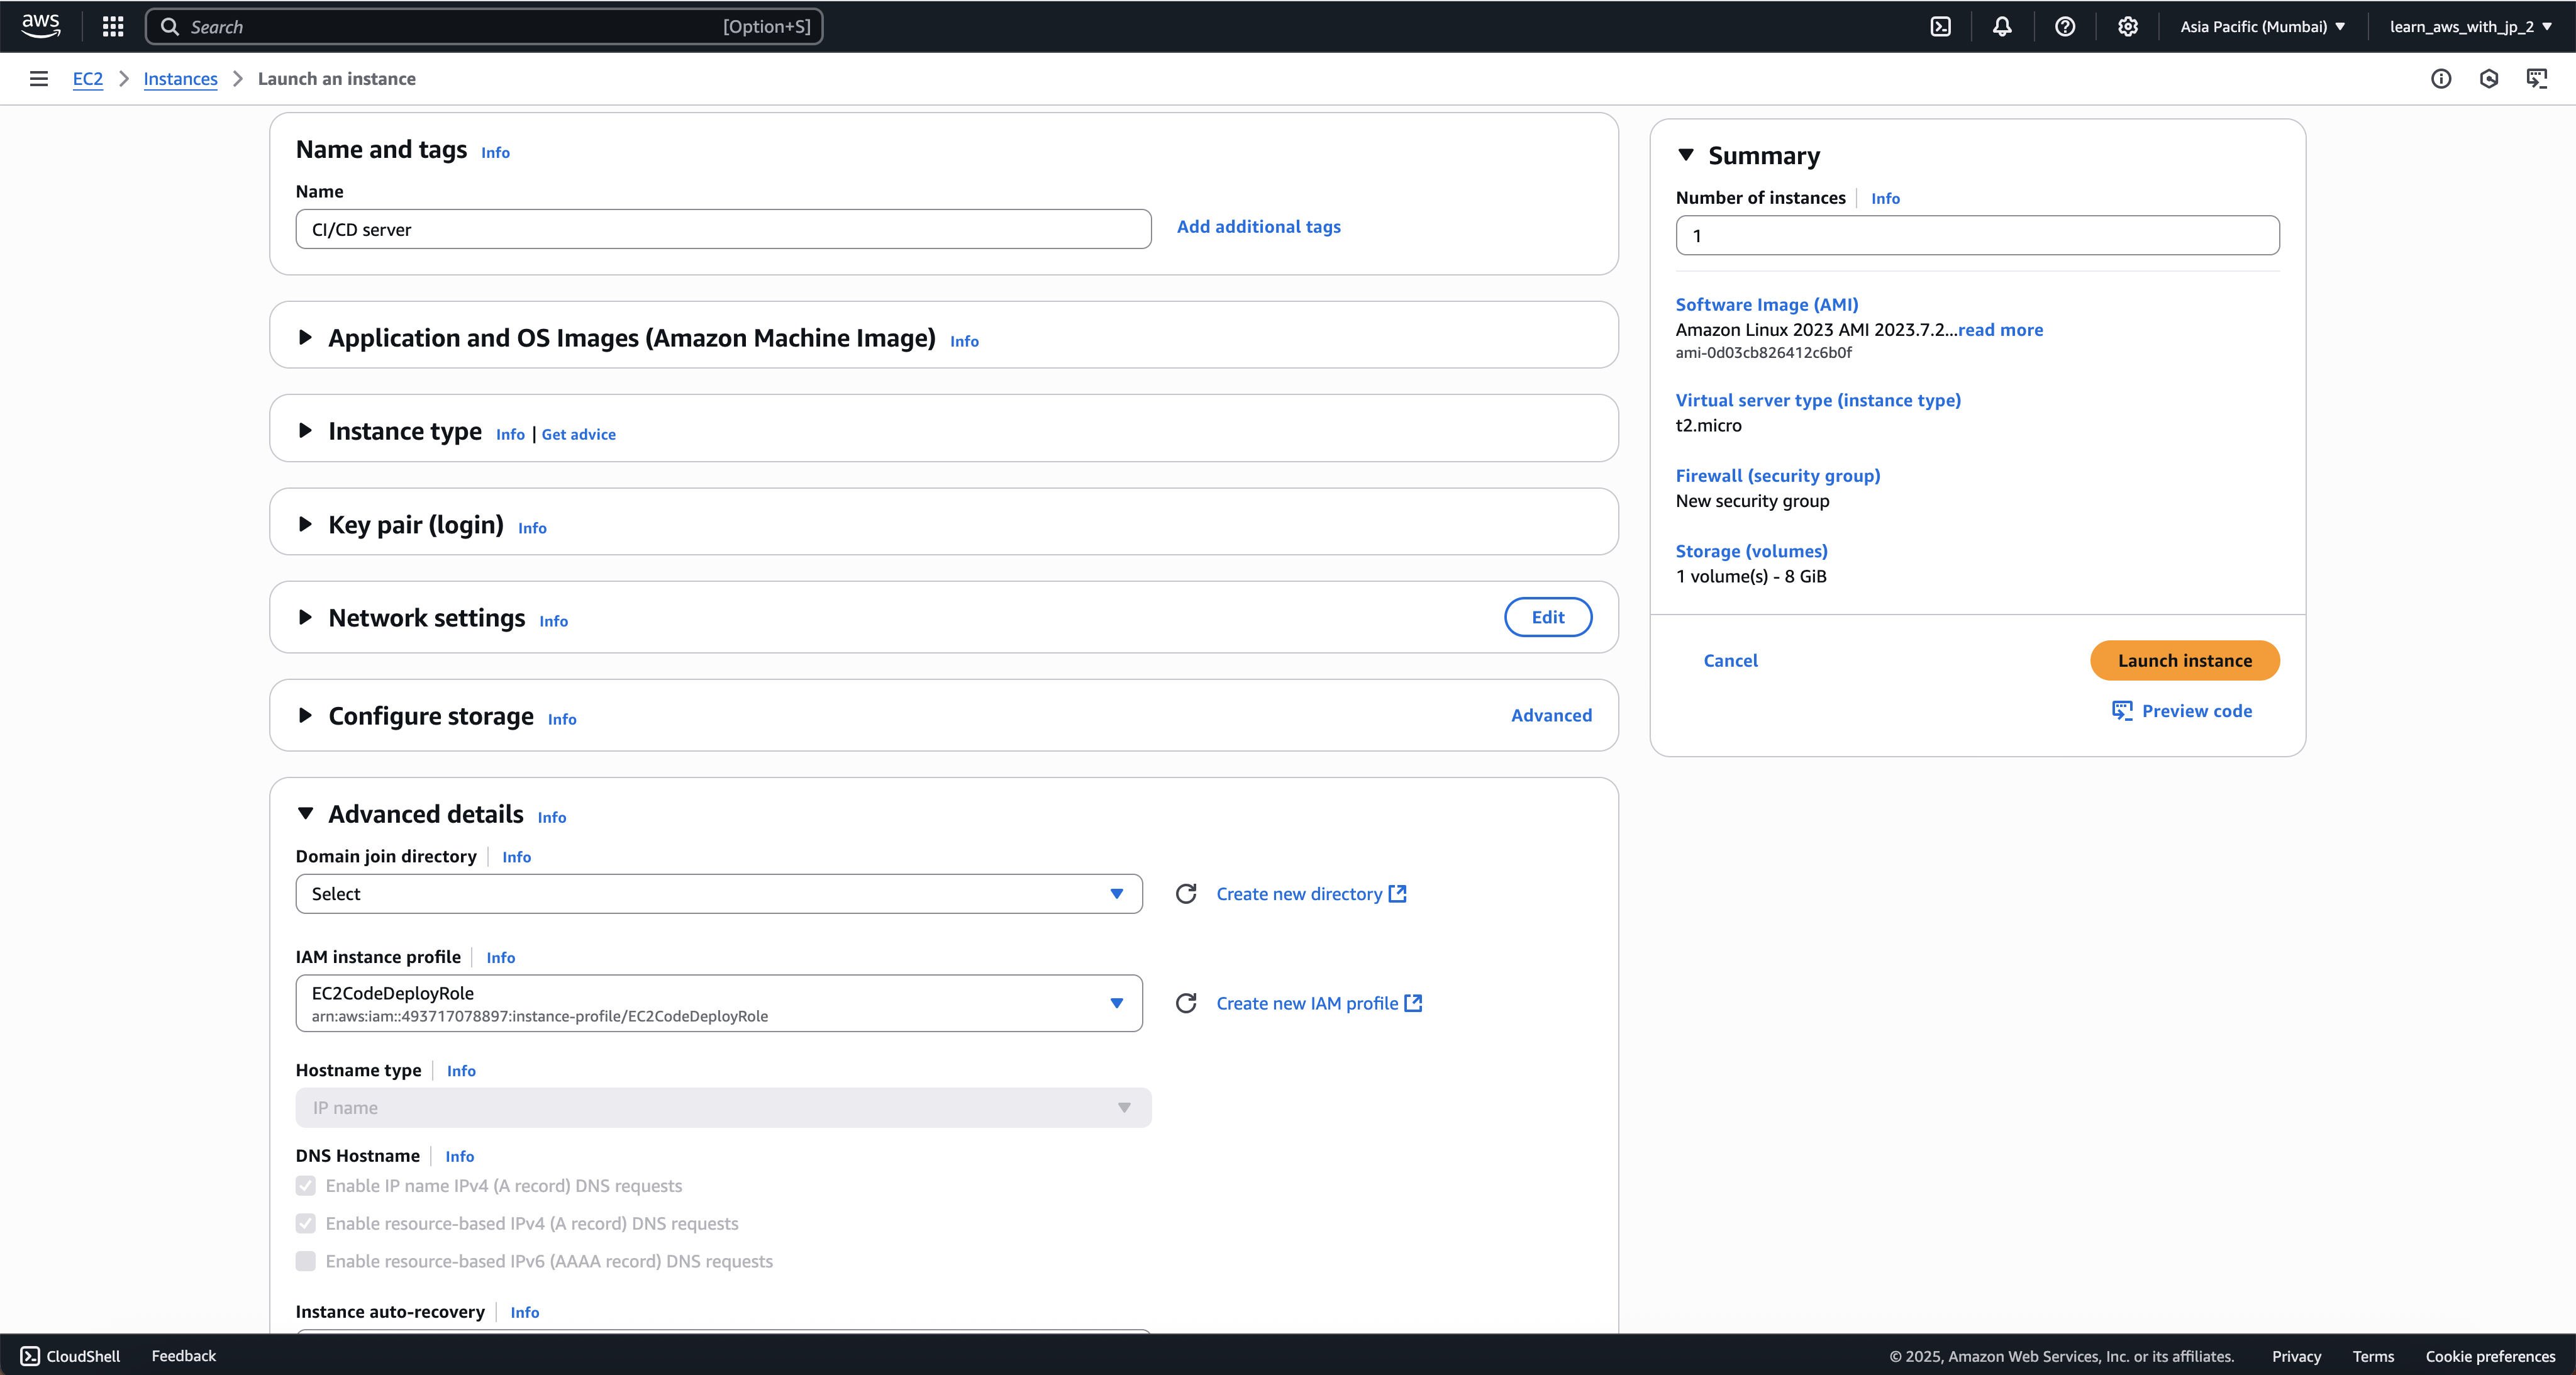 aws
Search [Option+S]
Asia Pacific (Mumbai)
learn_aws_with_jp_2
EC2 Instances Launch an instance
Name and tags Info
Name
CI/CD server
Add additional tags
Application and OS Images (Amazon Machine Image) Info
Instance type Info | Get advice
Key pair (login) Info
Network settings Info
Edit
Configure storage Info
Advanced
Advanced details Info
Domain join directory Info
Select
Create new directory
IAM instance profile Info
EC2CodeDeployRole
arn:aws:iam::493717078897:instance-profile/EC2CodeDeployRole
Create new IAM profile
Hostname type Info
IP name
DNS Hostname Info
Enable IP name IPv4 (A record) DNS requests
Enable resource-based IPv4 (A record) DNS requests
Enable resource-based IPv6 (AAAA record) DNS requests
Instance auto-recovery Info
Summary
Number of instances Info
1
Software Image (AMI)
Amazon Linux 2023 AMI 2023.7.2...read more
ami-0d03cb826412c6b0f
Virtual server type (instance type)
t2.micro
Firewall (security group)
New security group
Storage (volumes)
1 volume(s) - 8 GiB
Cancel
Launch instance
Preview code
CloudShell Feedback
© 2025, Amazon Web Services, Inc. or its affiliates. Privacy Terms Cookie preferences